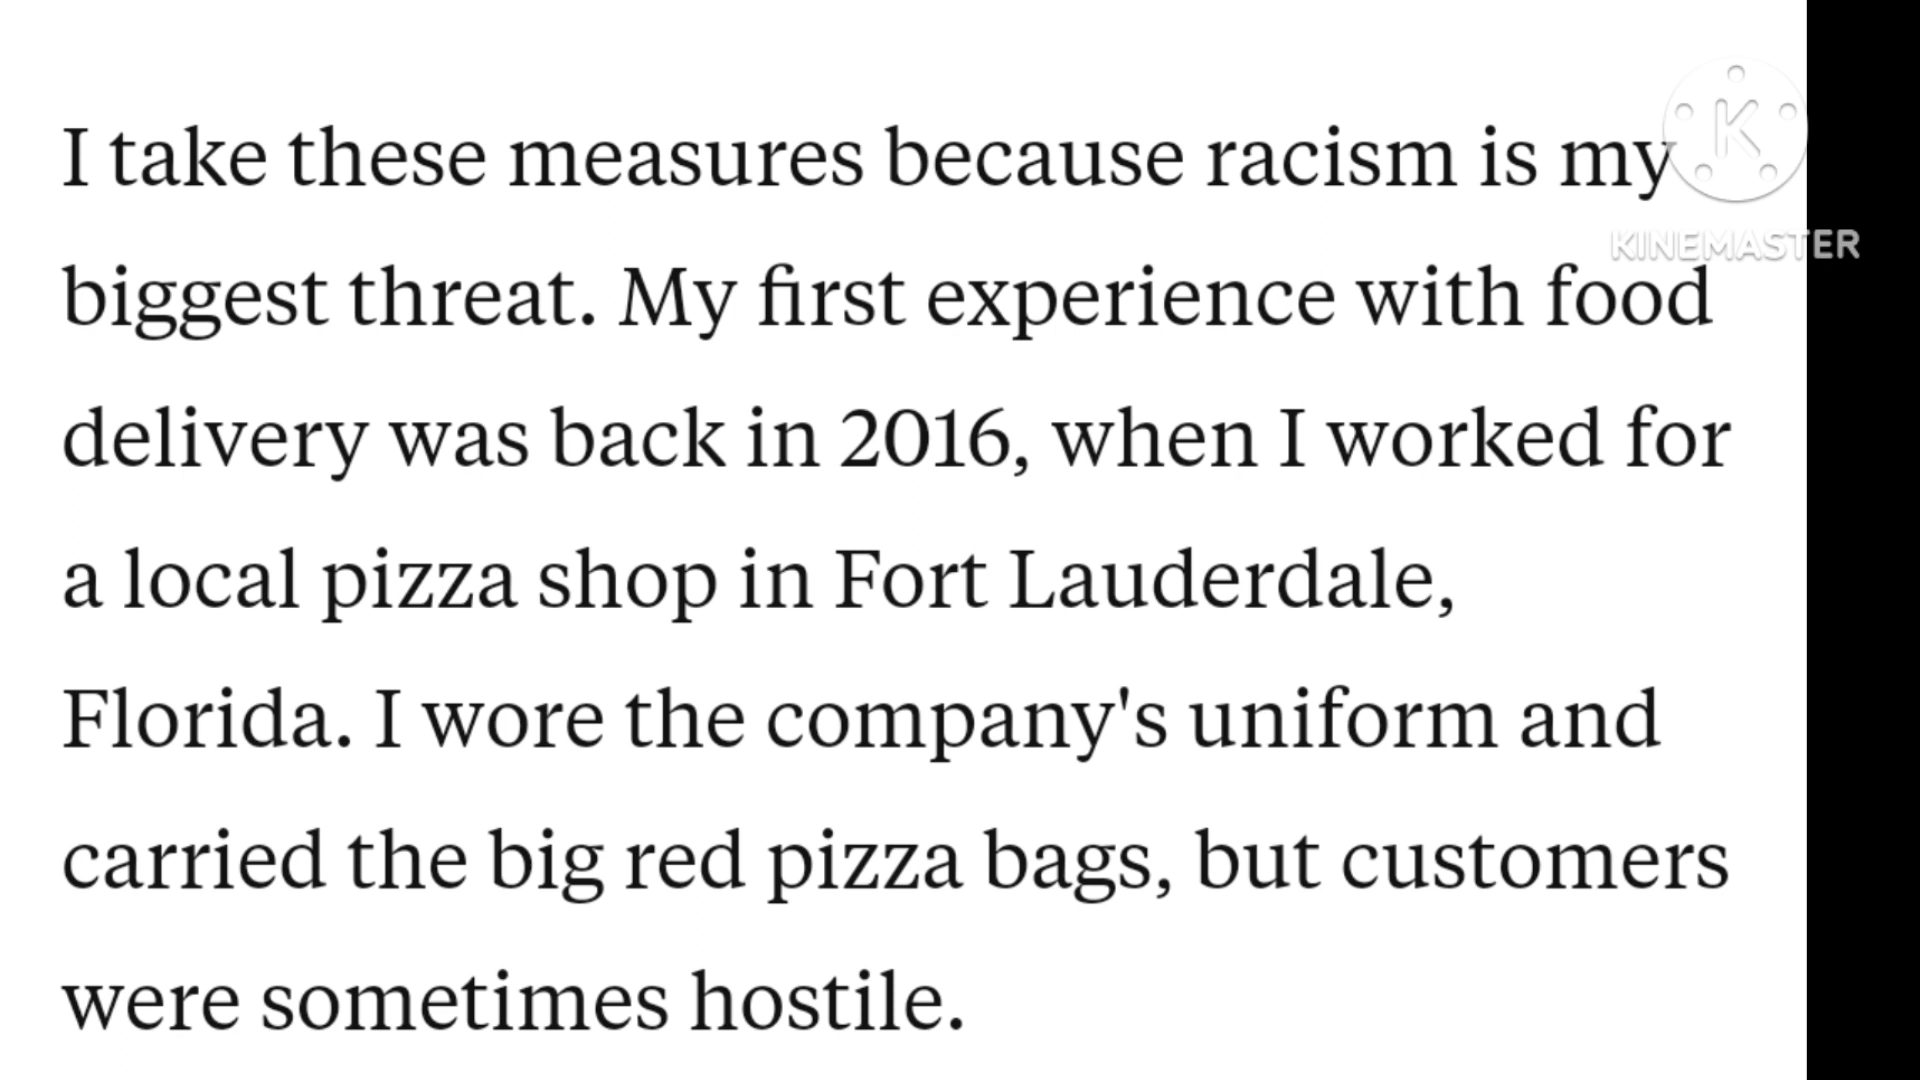 I take these measures because racism is my
KINEMASTER
biggest threat. My first experience with food
delivery was back in 2016, when I worked for
a local pizza shop in Fort Lauderdale,
Florida. I wore the company's uniform and
carried the big red pizza bags, but customers
were sometimes hostile.